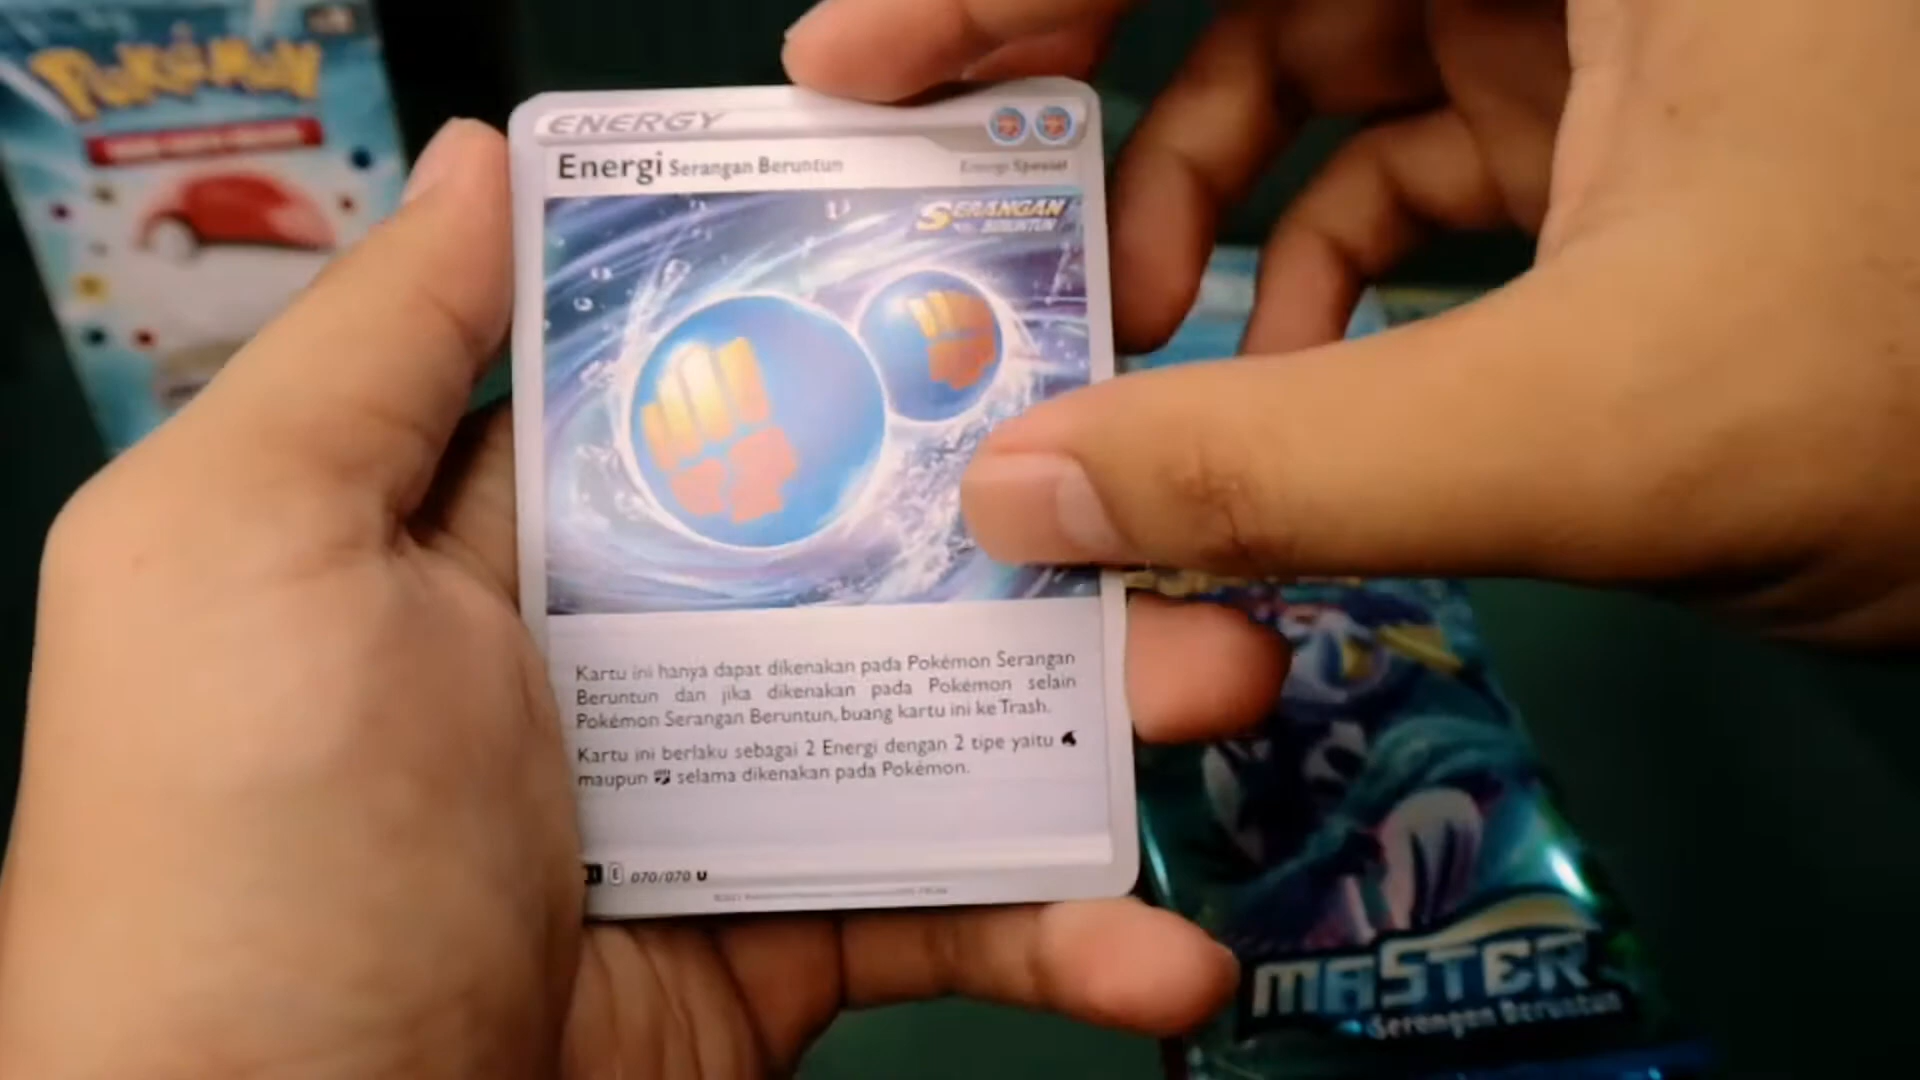 POKéMON
ENERGY
Energi Serangan Beruntun
Energi Spesial
SERANGAN
BERUNTUN
Kartu ini hanya dapat dikenakan pada Pokémon Serangan
Beruntun dan jika dikenakan pada Pokémon selain
Pokémon Serangan Beruntun, buang kartu ini ke Trash.
Kartu ini berlaku sebagai 2 Energi dengan 2 tipe yaitu
maupun selama dikenakan pada Pokémon.
E 070/070 U
MASTER
Serangan Beruntun